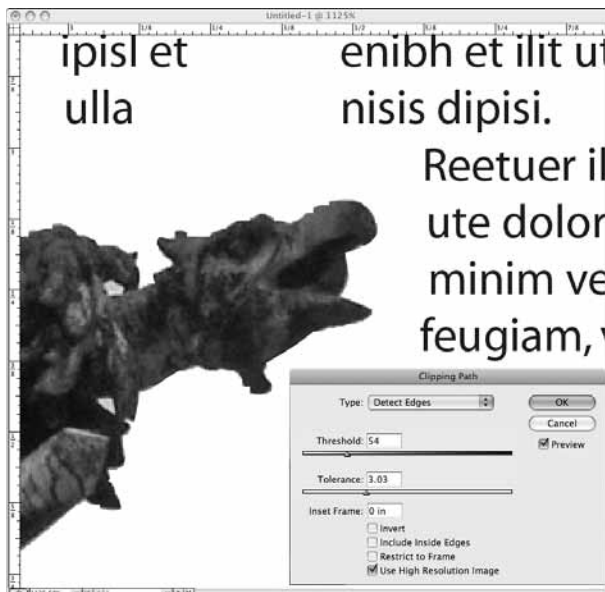 Untitled-1 @ 1125%
ipisl et
ulla
enibh et ilit ut
nisis dipisi.
Reetuer il
ute dolor
minim ve
feugiam,
Clipping Path
Type: Detect Edges
OK
Cancel
Preview
Threshold: 54
Tolerance: 3.03
Inset Frame: 0 in
Invert
Include Inside Edges
Restrict to Frame
Use High Resolution Image